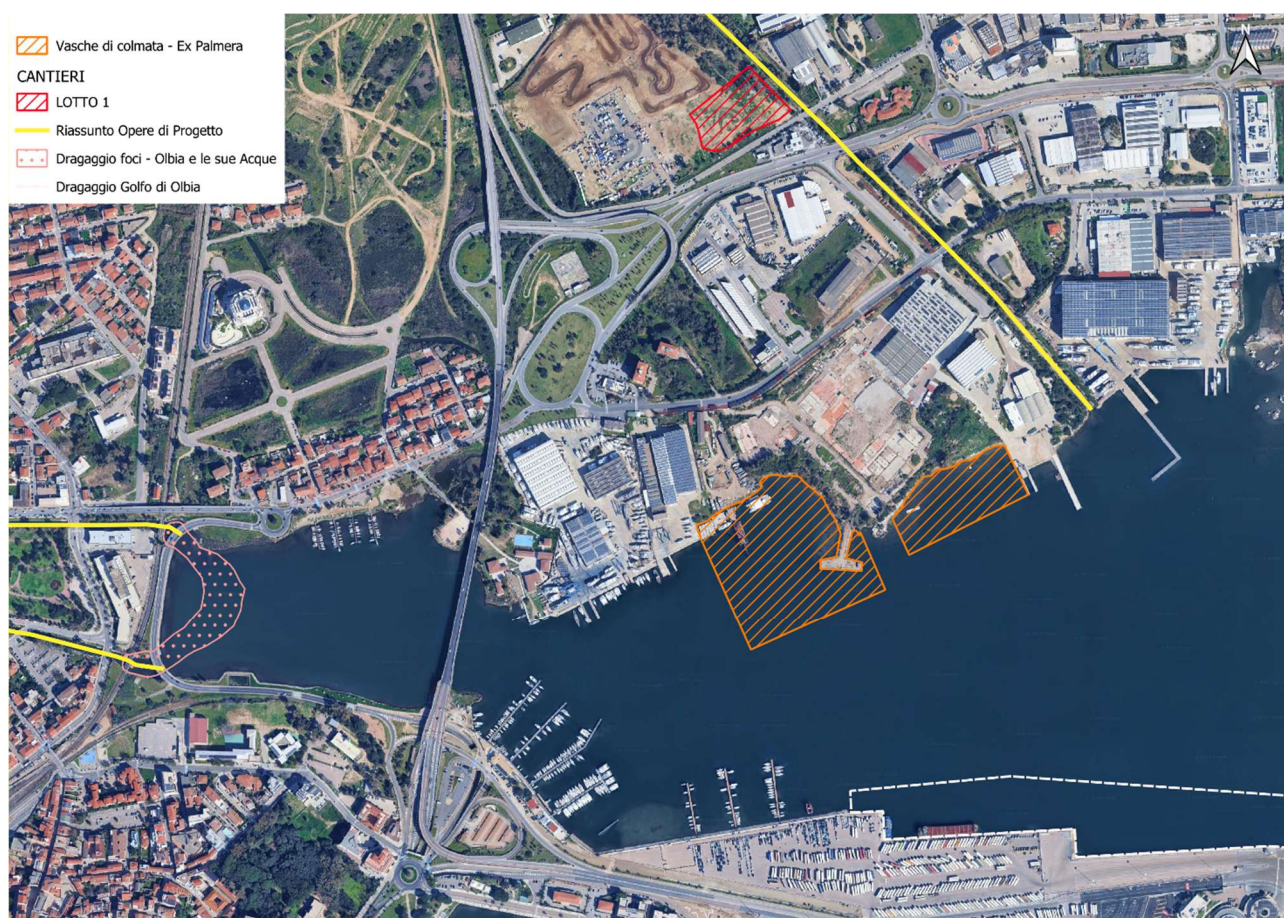 Vasche di colmata - Ex Palmera
CANTIERI
LOTTO 1
Riassunto Opere di Progetto
Dragaggio foci - Olbia e le sue Acque
Dragaggio Golfo di Olbia